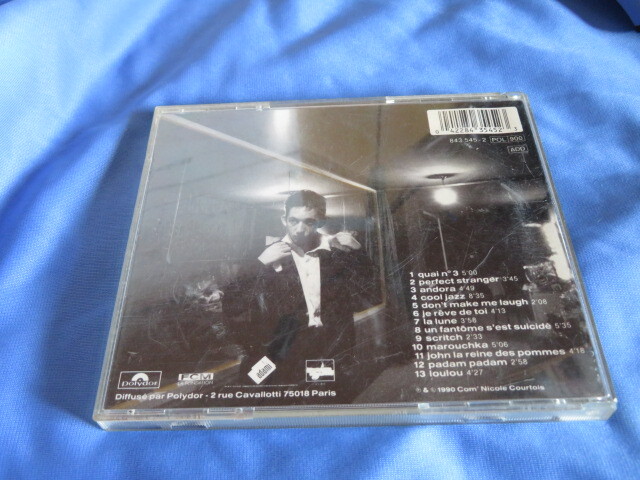 843 545-2 POL 900
ADD
1 quai n° 3 5'00
2 perfect stranger 3'45
3 andora 4'49
4 cool jazz 8'35
5 don't make me laugh 2'08
6 je rêve de toi 4'13
7 la lune 3'58
8 un fantôme s'est suicidé 5'35
9 scritch 3'33
10 marouchka 5'06
11 john la reine des pommes 4'18
12 padam padam 2'58
13 loulou 4'27
Polydor
FCM
adami
Diffusé par Polydor - 2 rue Cavallotti 75018 Paris
℗ & © 1990 Com' Nicole Courtois